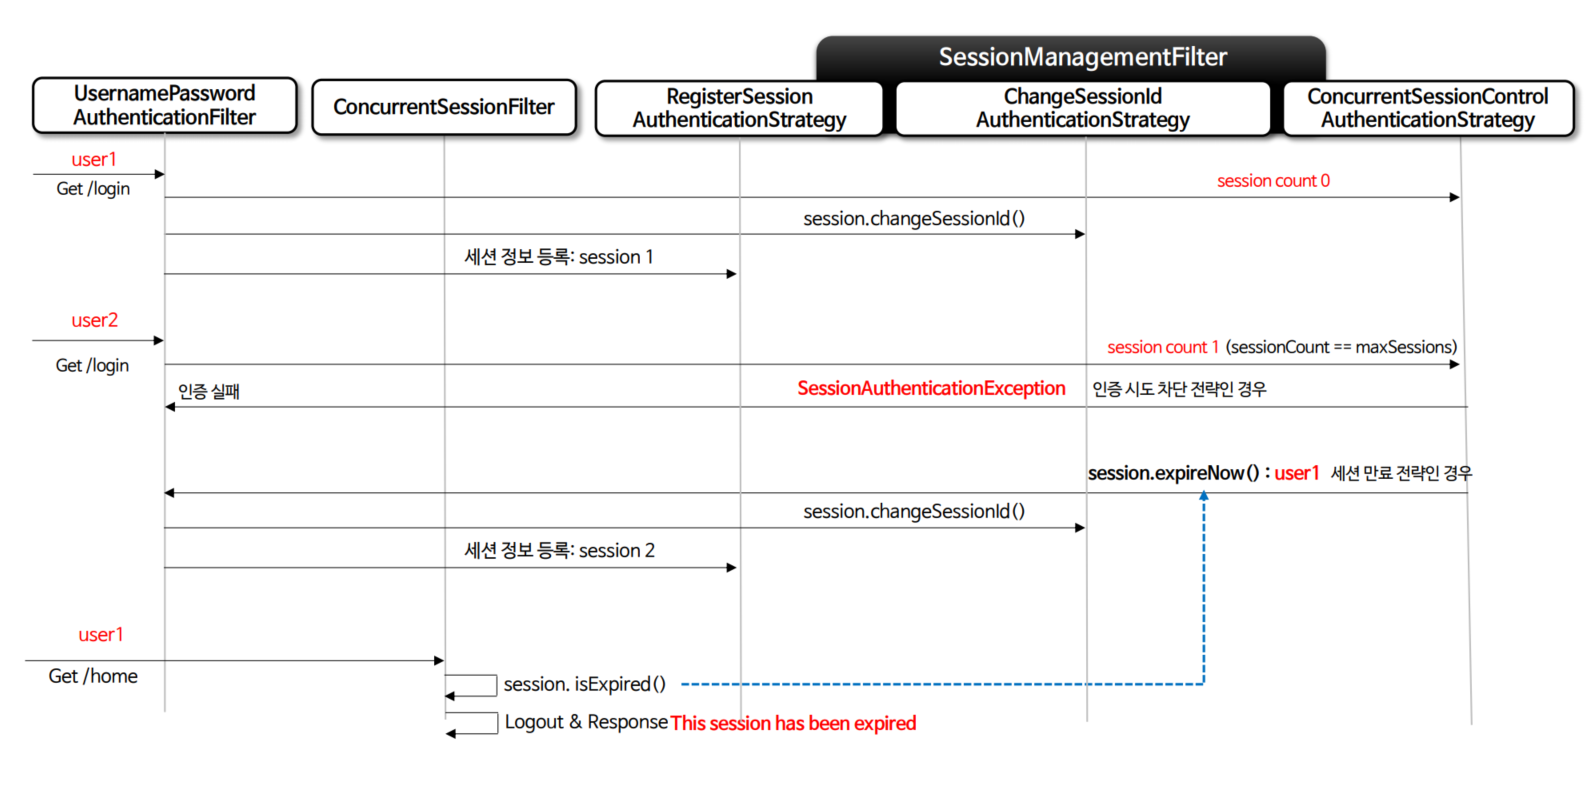 SessionManagementFilter
UsernamePassword
AuthenticationFilter
ConcurrentSessionFilter
RegisterSession
AuthenticationStrategy
ChangeSessionId
AuthenticationStrategy
ConcurrentSessionControl
AuthenticationStrategy
user1
Get /login
session count 0
session.changeSessionId()
세션 정보 등록: session 1
user2
Get /login
session count 1 (sessionCount == maxSessions)
인증 실패
SessionAuthenticationException 인증 시도 차단 전략인 경우
session.expireNow() : user1 세션 만료 전략인 경우
session.changeSessionId()
세션 정보 등록: session 2
user1
Get /home
session. isExpired()
Logout & Response This session has been expired